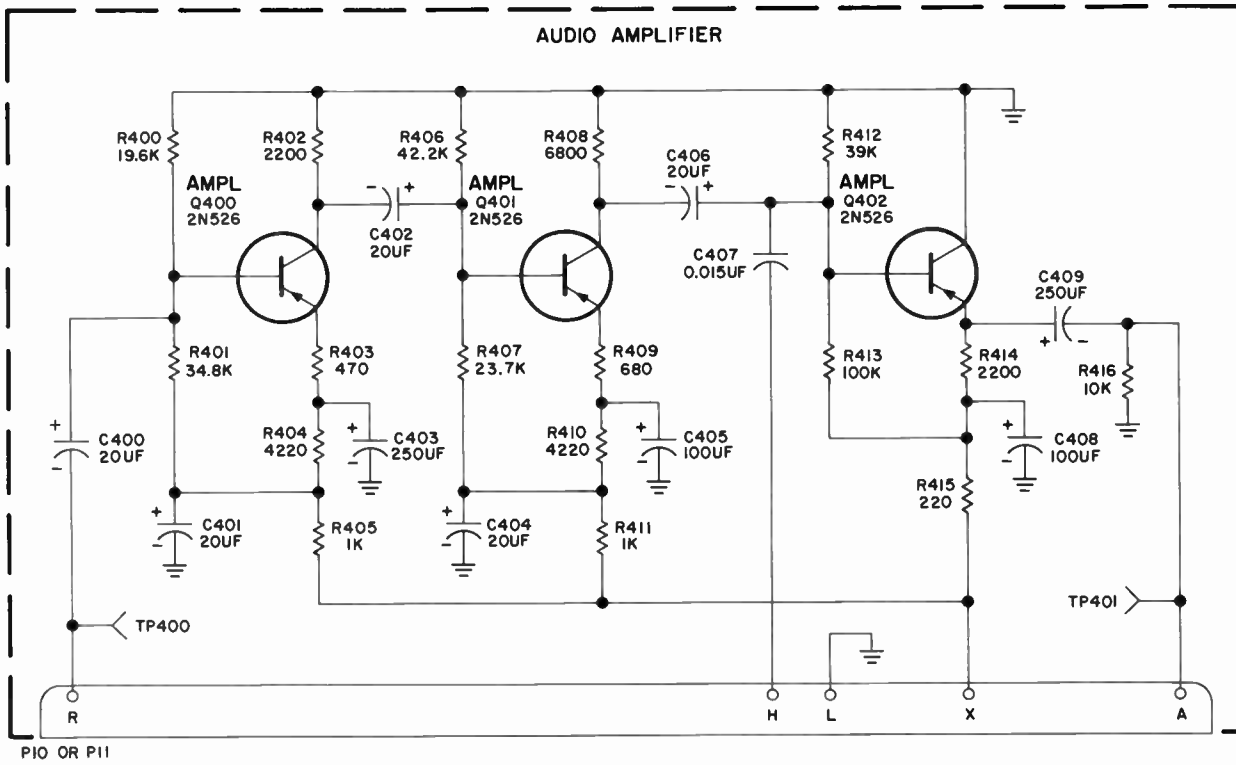 AUDIO AMPLIFIER
R400
19.6K
R402
2200
R406
42.2K
R408
6800
R412
39K
AMPL
Q400
2N526
C402
20UF
- +
AMPL
Q401
2N526
C406
20UF
- +
AMPL
Q402
2N526
C407
0.015UF
C409
250UF
+ -
R401
34.8K
R403
470
R407
23.7K
R409
680
R413
100K
R414
2200
R416
10K
+
C400
20UF
-
R404
4220
+
C403
250UF
-
R410
4220
+
C405
100UF
-
+
C408
100UF
-
R415
220
+
C401
20UF
-
R405
1K
+
C404
20UF
-
R411
1K
TP400
TP401
R
H
L
X
A
P10 OR P11